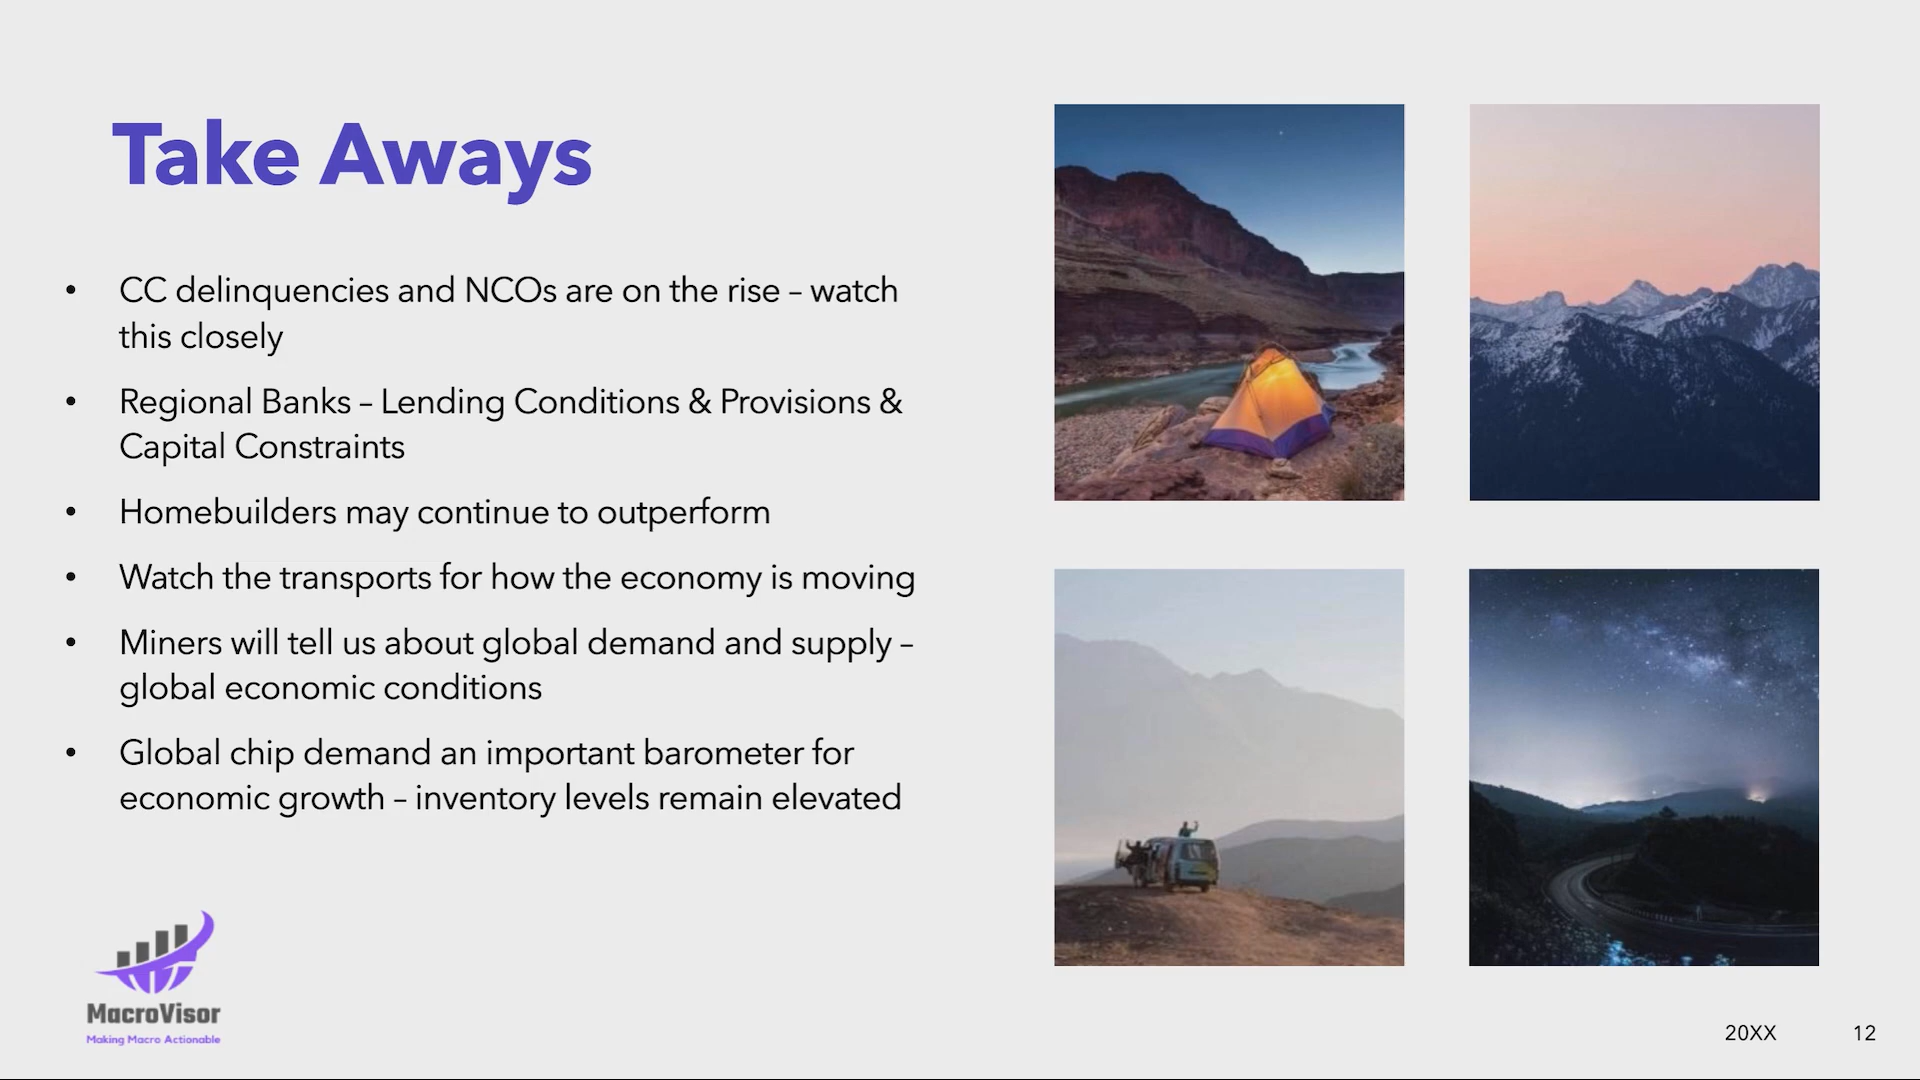 Take Aways
• CC delinquencies and NCOs are on the rise – watch
this closely
• Regional Banks – Lending Conditions & Provisions &
Capital Constraints
• Homebuilders may continue to outperform
• Watch the transports for how the economy is moving
• Miners will tell us about global demand and supply –
global economic conditions
• Global chip demand an important barometer for
economic growth – inventory levels remain elevated
MacroVisor
Making Macro Actionable
20XX 12